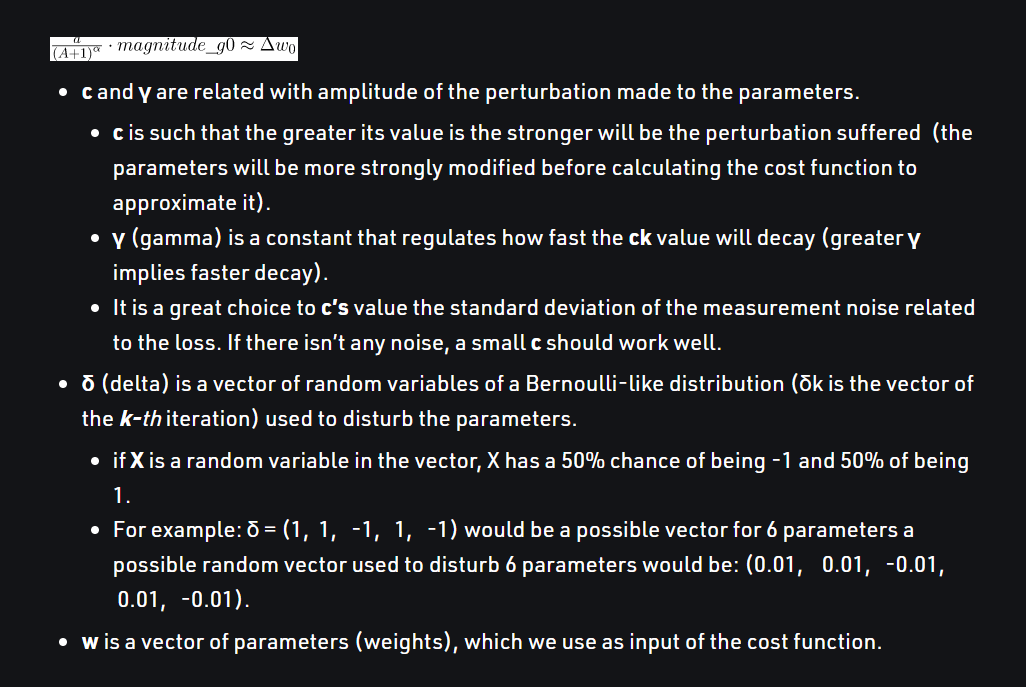 a/(A+1)^α · magnitude_g0 ≈ Δw₀
• c and γ are related with amplitude of the perturbation made to the parameters.
• c is such that the greater its value is the stronger will be the perturbation suffered (the
parameters will be more strongly modified before calculating the cost function to
approximate it).
• γ (gamma) is a constant that regulates how fast the ck value will decay (greater γ
implies faster decay).
• It is a great choice to c's value the standard deviation of the measurement noise related
to the loss. If there isn't any noise, a small c should work well.
• δ (delta) is a vector of random variables of a Bernoulli-like distribution (δk is the vector of
the k-th iteration) used to disturb the parameters.
• if X is a random variable in the vector, X has a 50% chance of being -1 and 50% of being
1.
• For example: δ = (1, 1, -1, 1, -1) would be a possible vector for 6 parameters a
possible random vector used to disturb 6 parameters would be: (0.01, 0.01, -0.01,
0.01, -0.01).
• w is a vector of parameters (weights), which we use as input of the cost function.